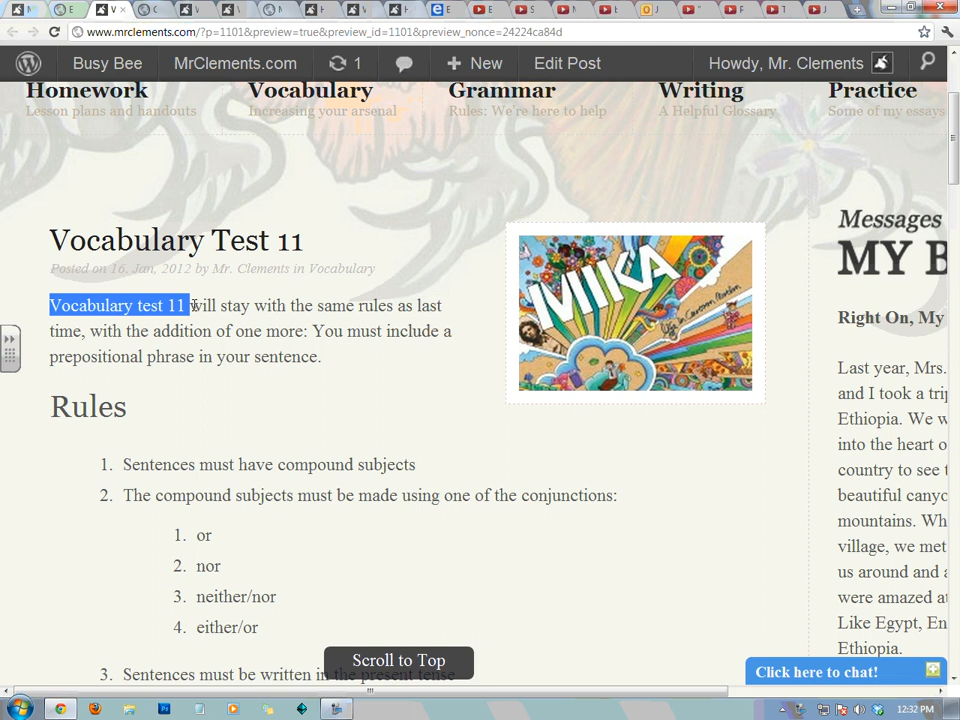 N
E
V
C
V
V
N
H
V
H
H
E
E
S
N
E
O
J
"
F
T
J
www.mrclements.com/?p=1101&preview=true&preview_id=1101&preview_nonce=24224ca84d
Busy Bee MrClements.com 1 New Edit Post Howdy, Mr. Clements
Homework Vocabulary Grammar Writing Practice
Lesson plans and handouts Increasing your arsenal Rules: We're here to help A Helpful Glossary Some of my essays
Messages
MY B
Vocabulary Test 11
Posted on 16. Jan, 2012 by Mr. Clements in Vocabulary
Vocabulary test 11 will stay with the same rules as last
time, with the addition of one more: You must include a
prepositional phrase in your sentence.
MIKA
Life in Cartoon Motion
Rules
1. Sentences must have compound subjects
2. The compound subjects must be made using one of the conjunctions:
1. or
2. nor
3. neither/nor
4. either/or
3. Sentences must be written in the present tense
Scroll to Top
Right On, My
Last year, Mrs.
and I took a trip
Ethiopia. We w
into the heart o
country to see t
beautiful canyo
mountains. Wh
village, we met
us around and a
were amazed at
Like Egypt, En
Ethiopia.
Click here to chat!
12:32 PM